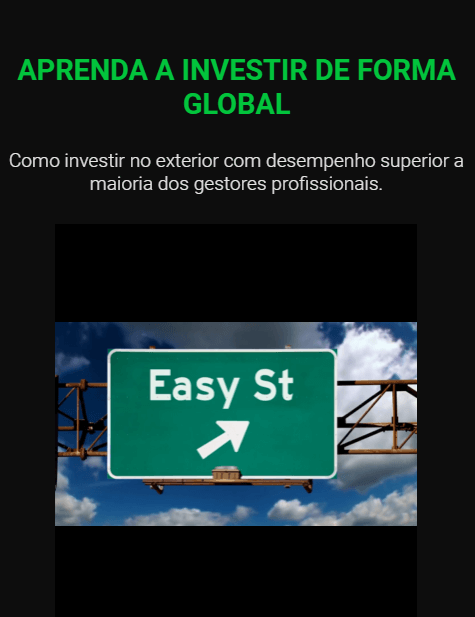 APRENDA A INVESTIR DE FORMA
GLOBAL
Como investir no exterior com desempenho superior a
maioria dos gestores profissionais.
Easy St